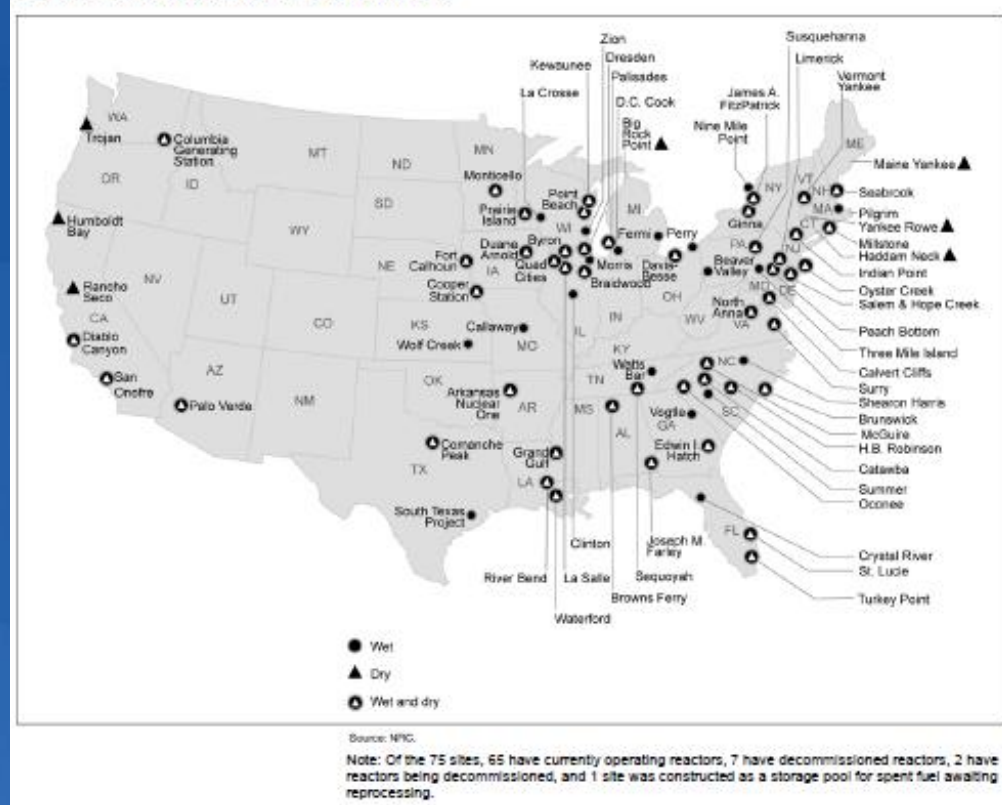 Zion
Dresden
Palisades
D.C. Cook
Big
Rock
Point
Kewaunee
La Crosse
Susquehanna
Limerick
Vermont
Yankee
James A.
FitzPatrick
Nine Mile
Point
WA
Trojan
Columbia
Generating
Station
OR
ID
MT
ND
MN
Monticello
SD
Prairie
Island
Point
Beach
WI
MI
NY
VT
NH
ME
MA
CT
Maine Yankee
Seabrook
Pilgrim
Yankee Rowe
Millstone
Haddam Neck
Indian Point
Oyster Creek
Salem & Hope Creek
Peach Bottom
Three Mile Island
Calvert Cliffs
Surry
Shearon Harris
Brunswick
McGuire
H.B. Robinson
Catawba
Summer
Oconee
Crystal River
St. Lucie
Turkey Point
Humboldt
Bay
WY
NE
Fort
Calhoun
Duane
Arnold
IA
Byron
Quad
Cities
Morris
Braidwood
Fermi
Perry
Davis-
Besse
Beaver
Valley
Ginna
PA
NJ
MD
DE
OH
NV
UT
CO
Rancho
Seco
CA
Diablo
Canyon
San
Onofre
Cooper
Station
KS
Callaway
Wolf Creek
MO
IL
IN
WV
North
Anna
VA
KY
AZ
Palo Verde
NM
OK
Arkansas
Nuclear
One
AR
TN
Watts
Bar
NC
SC
MS
AL
Vogtle
GA
Edwin I.
Hatch
Comanche
Peak
TX
Grand
Gulf
LA
South Texas
Project
FL
River Bend
Waterford
La Salle
Clinton
Browns Ferry
Sequoyah
Joseph M.
Farley
Wet
Dry
Wet and dry
Source: NRC.
Note: Of the 75 sites, 65 have currently operating reactors, 7 have decommissioned reactors, 2 have
reactors being decommissioned, and 1 site was constructed as a storage pool for spent fuel awaiting
reprocessing.